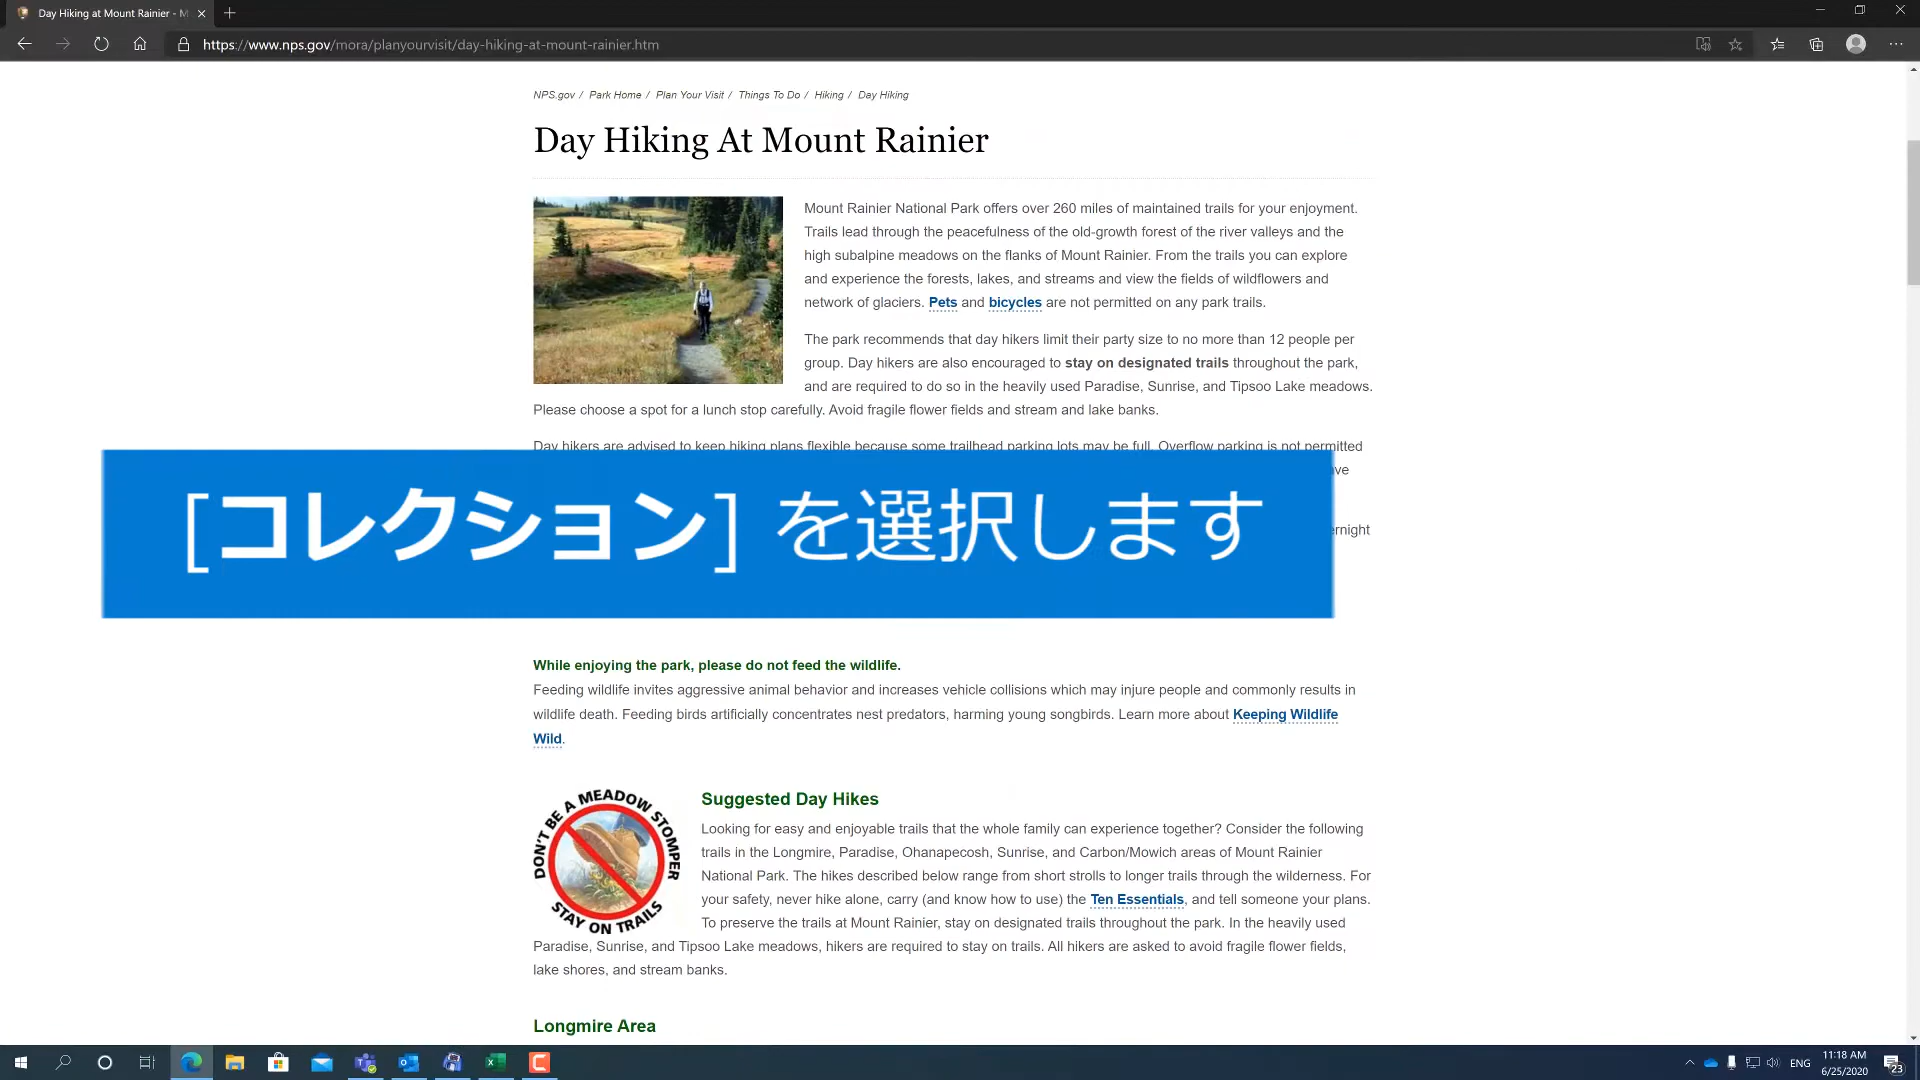 Day Hiking at Mount Rainier - M
https://www.nps.gov/mora/planyourvisit/day-hiking-at-mount-rainier.htm
NPS.gov / Park Home / Plan Your Visit / Things To Do / Hiking / Day Hiking
Day Hiking At Mount Rainier
Mount Rainier National Park offers over 260 miles of maintained trails for your enjoyment.
Trails lead through the peacefulness of the old-growth forest of the river valleys and the
high subalpine meadows on the flanks of Mount Rainier. From the trails you can explore
and experience the forests, lakes, and streams and view the fields of wildflowers and
network of glaciers. Pets and bicycles are not permitted on any park trails.
The park recommends that day hikers limit their party size to no more than 12 people per
group. Day hikers are also encouraged to stay on designated trails throughout the park,
and are required to do so in the heavily used Paradise, Sunrise, and Tipsoo Lake meadows.
Please choose a spot for a lunch stop carefully. Avoid fragile flower fields and stream and lake banks.
Day hikers are advised to keep hiking plans flexible because some trailhead parking lots may be full. Overflow parking is not permitted
[コレクション] を選択します
While enjoying the park, please do not feed the wildlife.
Feeding wildlife invites aggressive animal behavior and increases vehicle collisions which may injure people and commonly results in
wildlife death. Feeding birds artificially concentrates nest predators, harming young songbirds. Learn more about Keeping Wildlife
Wild.
DON'T BE A MEADOW STOMPER
STAY ON TRAILS
Suggested Day Hikes
Looking for easy and enjoyable trails that the whole family can experience together? Consider the following
trails in the Longmire, Paradise, Ohanapecosh, Sunrise, and Carbon/Mowich areas of Mount Rainier
National Park. The hikes described below range from short strolls to longer trails through the wilderness. For
your safety, never hike alone, carry (and know how to use) the Ten Essentials, and tell someone your plans.
To preserve the trails at Mount Rainier, stay on designated trails throughout the park. In the heavily used
Paradise, Sunrise, and Tipsoo Lake meadows, hikers are required to stay on trails. All hikers are asked to avoid fragile flower fields,
lake shores, and stream banks.
Longmire Area
ENG
11:18 AM
6/25/2020
23